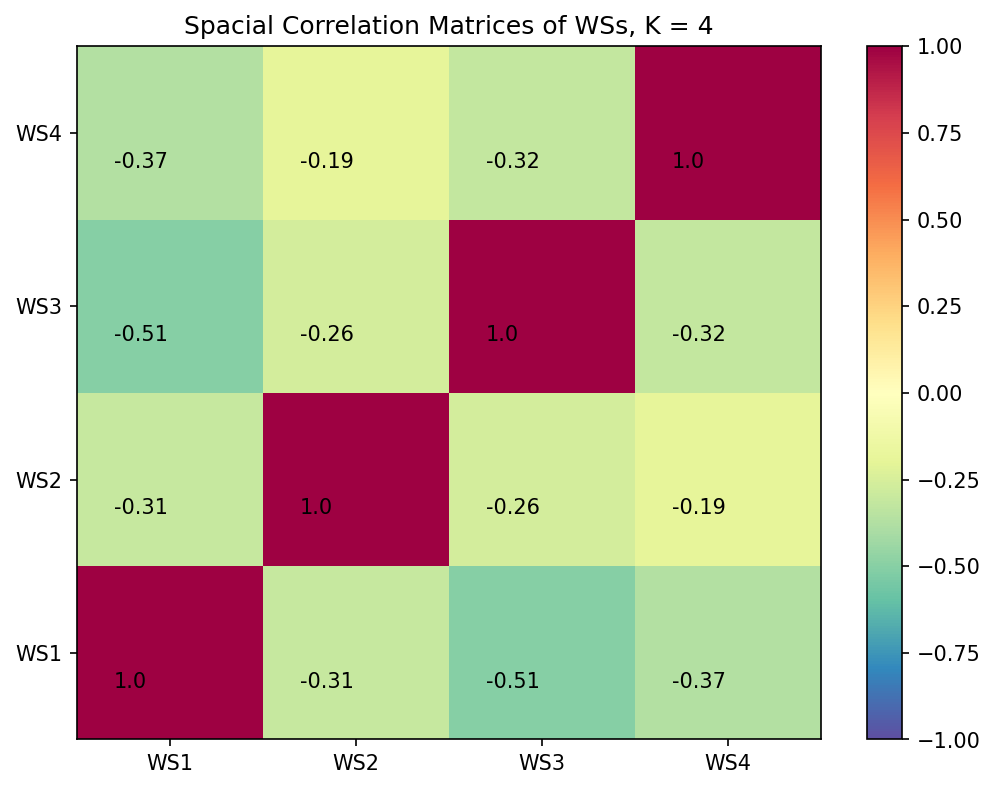 Spacial Correlation Matrices of WSs, K = 4
WS4
-0.37 -0.19 -0.32 1.0
WS3
-0.51 -0.26 1.0 -0.32
WS2
-0.31 1.0 -0.26 -0.19
WS1
1.0 -0.31 -0.51 -0.37
WS1 WS2 WS3 WS4
1.00
0.75
0.50
0.25
0.00
−0.25
−0.50
−0.75
−1.00